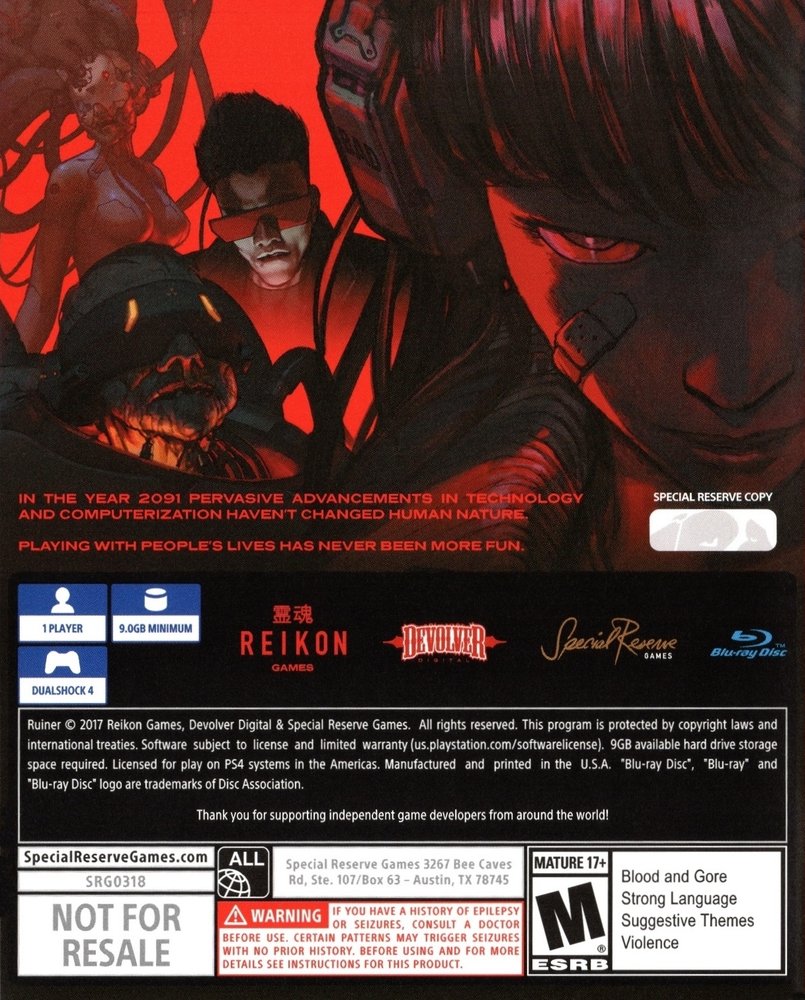 IN THE YEAR 2091 PERVASIVE ADVANCEMENTS IN TECHNOLOGY
AND COMPUTERIZATION HAVEN'T CHANGED HUMAN NATURE.
PLAYING WITH PEOPLE'S LIVES HAS NEVER BEEN MORE FUN.
SPECIAL RESERVE COPY
1 PLAYER
9.0GB MINIMUM
DUALSHOCK 4
霊魂
REIKON
GAMES
DEVOLVER
DIGITAL
Special Reserve
GAMES
Blu-ray Disc™
Ruiner © 2017 Reikon Games, Devolver Digital & Special Reserve Games. All rights reserved. This program is protected by copyright laws and
international treaties. Software subject to license and limited warranty (us.playstation.com/softwarelicense). 9GB available hard drive storage
space required. Licensed for play on PS4 systems in the Americas. Manufactured and printed in the U.S.A. "Blu-ray Disc", "Blu-ray" and
"Blu-ray Disc" logo are trademarks of Disc Association.
Thank you for supporting independent game developers from around the world!
SpecialReserveGames.com
SRG0318
NOT FOR
RESALE
ALL
Special Reserve Games 3267 Bee Caves
Rd, Ste. 107/Box 63 – Austin, TX 78745
WARNING IF YOU HAVE A HISTORY OF EPILEPSY
OR SEIZURES, CONSULT A DOCTOR
BEFORE USE. CERTAIN PATTERNS MAY TRIGGER SEIZURES
WITH NO PRIOR HISTORY. BEFORE USING AND FOR MORE
DETAILS SEE INSTRUCTIONS FOR THIS PRODUCT.
MATURE 17+
M
®
ESRB
Blood and Gore
Strong Language
Suggestive Themes
Violence